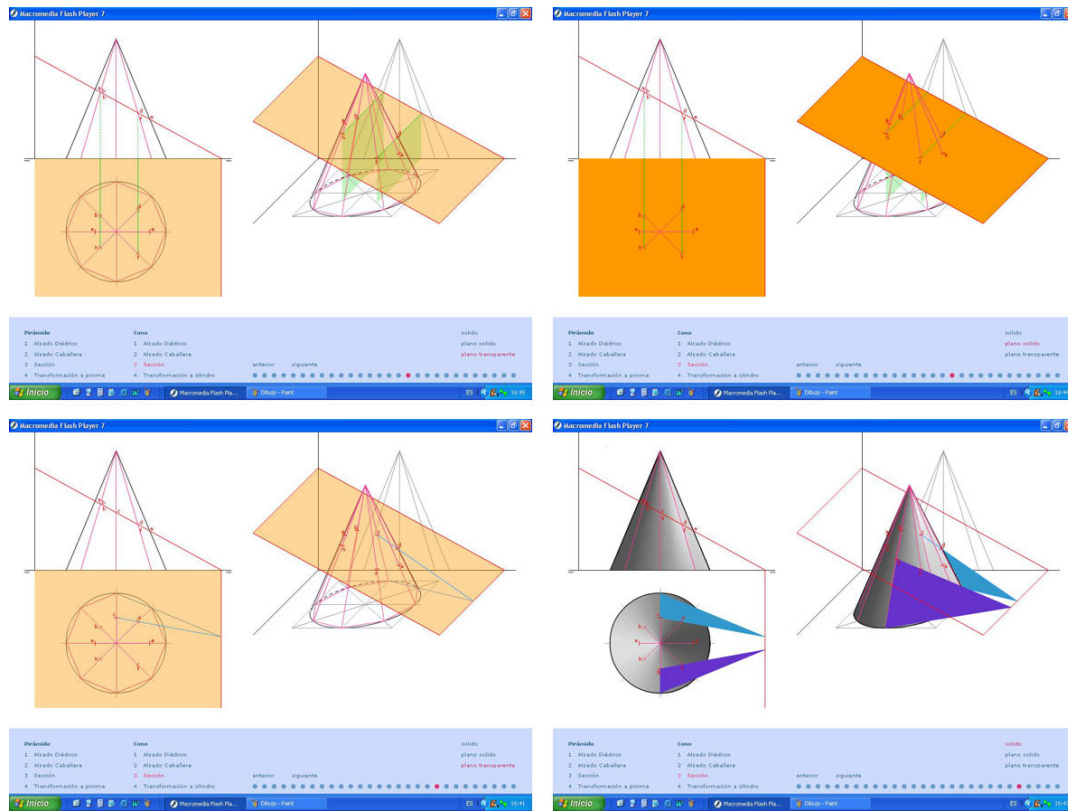 Macromedia Flash Player 7
Pirámide
Cono
solido
1 Alzado Diédrico
1 Alzado Diédrico
plano solido
2 Alzado Caballera
2 Alzado Caballera
plano transparente
3 Sección
3 Sección
anterior siguiente
4 Transformación a prisma
4 Transformación a cilindro
Inicio
Macromedia Flash Pla...
Dibujo - Paint
ES
16:45
Macromedia Flash Player 7
Pirámide
Cono
solido
1 Alzado Diédrico
1 Alzado Diédrico
plano solido
2 Alzado Caballera
2 Alzado Caballera
plano transparente
3 Sección
3 Sección
anterior siguiente
4 Transformación a prisma
4 Transformación a cilindro
Inicio
Macromedia Flash Pla...
Dibujo - Paint
ES
Macromedia Flash Player 7
Pirámide
Cono
solido
1 Alzado Diédrico
1 Alzado Diédrico
plano solido
2 Alzado Caballera
2 Alzado Caballera
plano transparente
3 Sección
3 Sección
anterior siguiente
4 Transformación a prisma
4 Transformación a cilindro
Inicio
Macromedia Flash Pla...
Dibujo - Paint
ES
16:41
Macromedia Flash Player 7
Pirámide
Cono
solido
1 Alzado Diédrico
1 Alzado Diédrico
plano solido
2 Alzado Caballera
2 Alzado Caballera
plano transparente
3 Sección
3 Sección
anterior siguiente
4 Transformación a prisma
4 Transformación a cilindro
Inicio
Macromedia Flash Pla...
Dibujo - Paint
ES